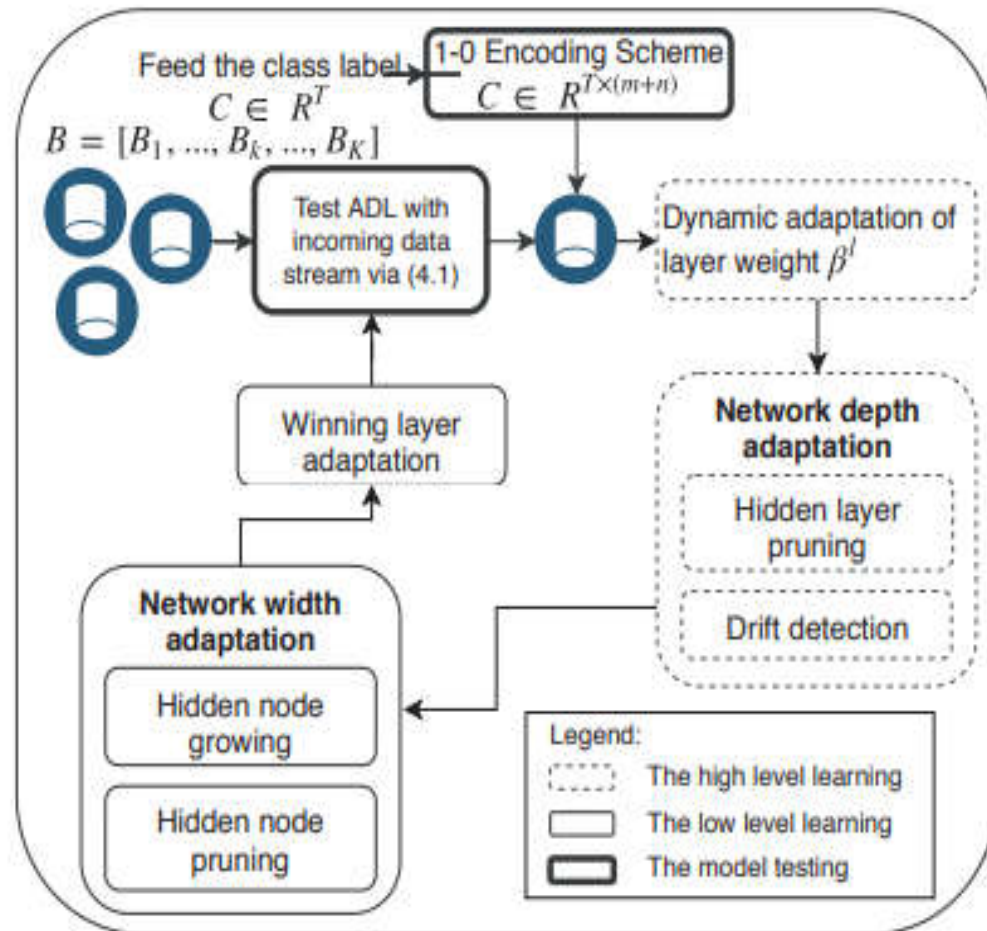 Feed the class label
C ∈ R^T
B = [B_1, ..., B_k, ..., B_K]
1-0 Encoding Scheme
C ∈ R^{T×(m+n)}
Test ADL with
incoming data
stream via (4.1)
Dynamic adaptation of
layer weight β^l
Winning layer
adaptation
Network depth
adaptation
Hidden layer
pruning
Drift detection
Network width
adaptation
Hidden node
growing
Hidden node
pruning
Legend:
The high level learning
The low level learning
The model testing